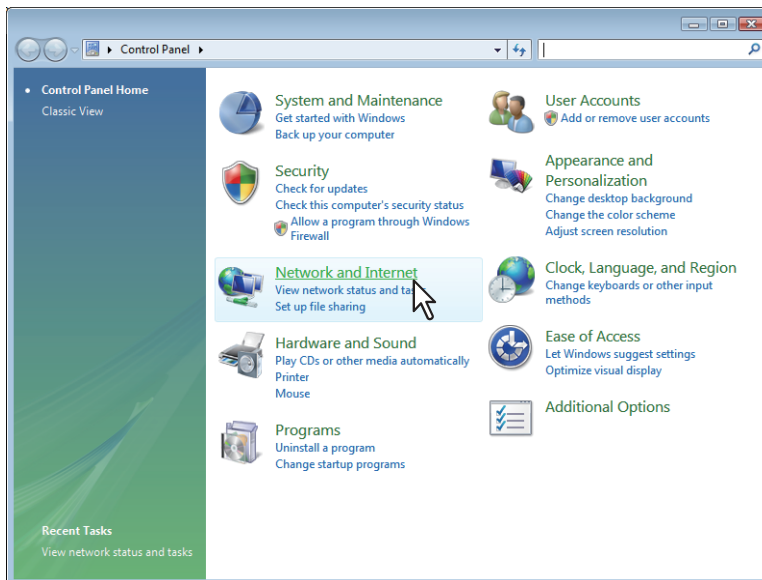 Control Panel
Control Panel Home
Classic View
System and Maintenance
Get started with Windows
Back up your computer
Security
Check for updates
Check this computer's security status
Allow a program through Windows
Firewall
Network and Internet
View network status and
Set up file sharing
Hardware and Sound
Play CDs or other media automatically
Printer
Mouse
Programs
Uninstall a program
Change startup programs
User Accounts
Add or remove user accounts
Appearance and
Personalization
Change desktop background
Change the color scheme
Adjust screen resolution
Clock, Language, and Region
Change keyboards or other input
methods
Ease of Access
Let Windows suggest settings
Optimize visual display
Additional Options
Recent Tasks
View network status and tasks